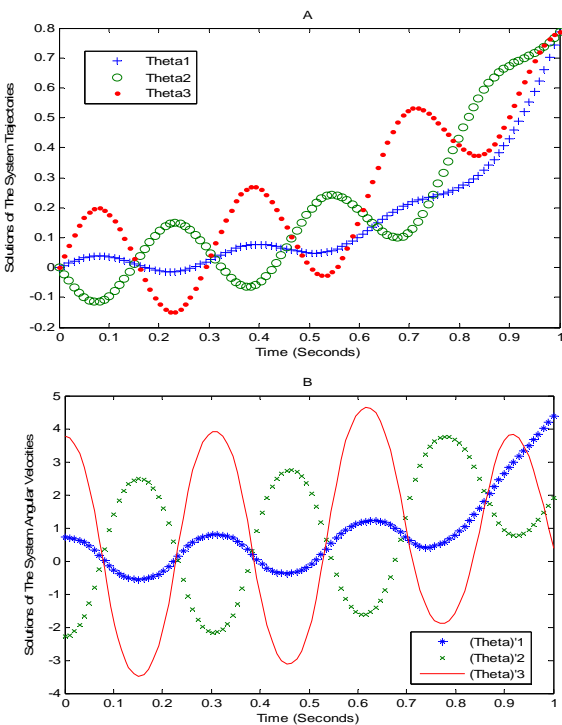 A
Solutions of The System Trajectories
0.8
0.7
0.6
0.5
0.4
0.3
0.2
0.1
0
-0.1
-0.2
Theta1
Theta2
Theta3
0 0.1 0.2 0.3 0.4 0.5 0.6 0.7 0.8 0.9 1
Time (Seconds)
B
Solutions of The System Angular Velocities
5
4
3
2
1
0
-1
-2
-3
-4
(Theta)'1
(Theta)'2
(Theta)'3
0 0.1 0.2 0.3 0.4 0.5 0.6 0.7 0.8 0.9 1
Time (Seconds)